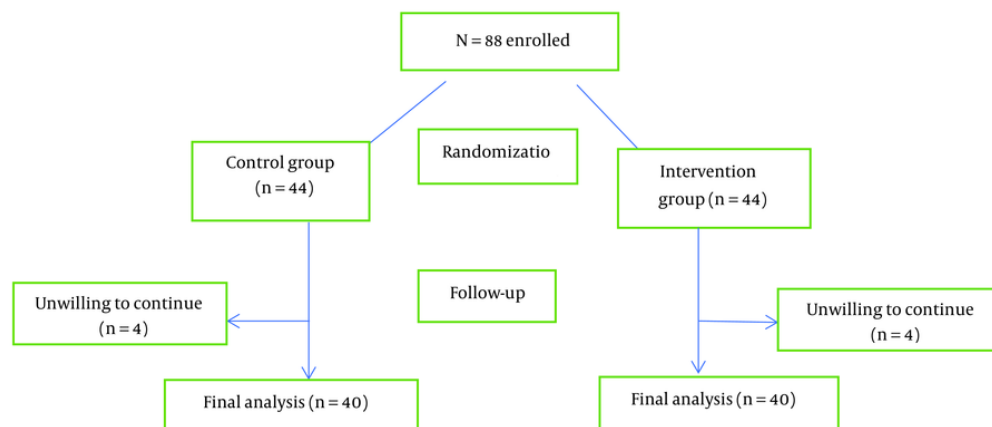 N = 88 enrolled
Randomizatio
Control group
(n = 44)
Intervention
group (n = 44)
Follow-up
Unwilling to continue
(n = 4)
Unwilling to continue
(n = 4)
Final analysis (n = 40)
Final analysis (n = 40)